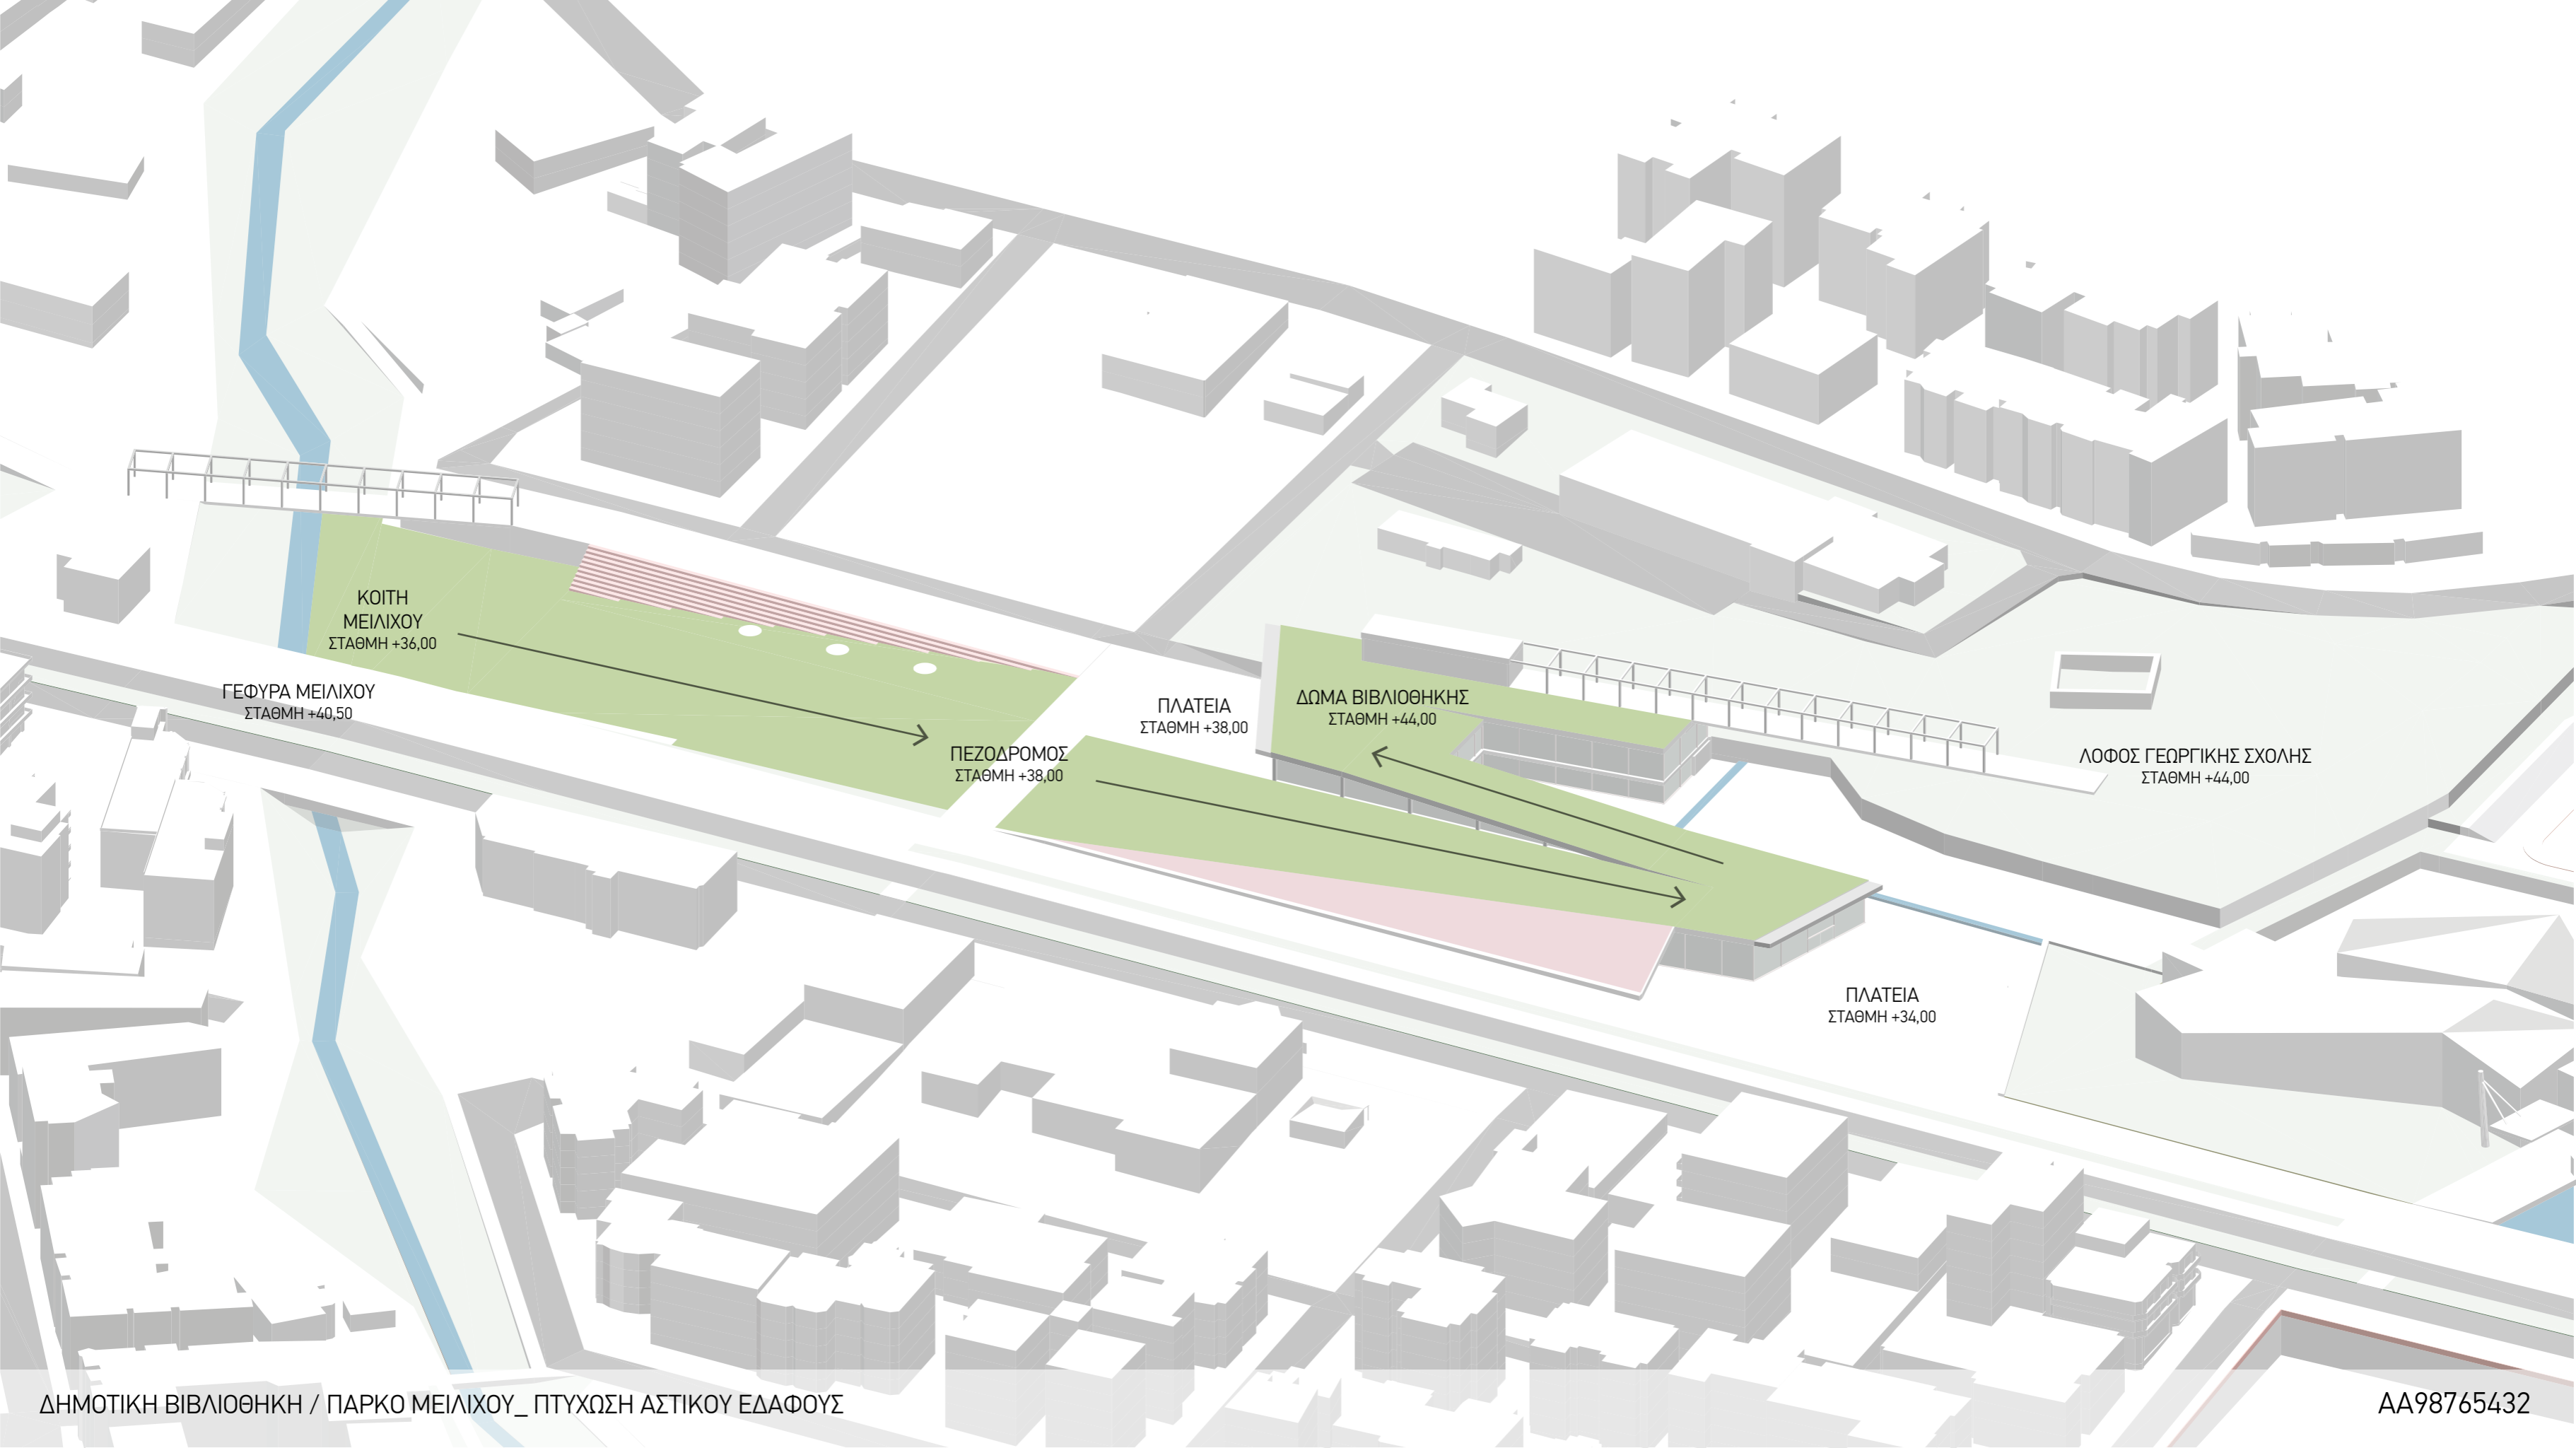 ΚΟΙΤΗ
ΜΕΙΛΙΧΟΥ
ΣΤΑΘΜΗ +36,00
ΓΕΦΥΡΑ ΜΕΙΛΙΧΟΥ
ΣΤΑΘΜΗ +40,50
ΠΕΖΟΔΡΟΜΟΣ
ΣΤΑΘΜΗ +38,00
ΠΛΑΤΕΙΑ
ΣΤΑΘΜΗ +38,00
ΔΩΜΑ ΒΙΒΛΙΟΘΗΚΗΣ
ΣΤΑΘΜΗ +44,00
ΛΟΦΟΣ ΓΕΩΡΓΙΚΗΣ ΣΧΟΛΗΣ
ΣΤΑΘΜΗ +44,00
ΠΛΑΤΕΙΑ
ΣΤΑΘΜΗ +34,00
ΔΗΜΟΤΙΚΗ ΒΙΒΛΙΟΘΗΚΗ / ΠΑΡΚΟ ΜΕΙΛΙΧΟΥ_ ΠΤΥΧΩΣΗ ΑΣΤΙΚΟΥ ΕΔΑΦΟΥΣ
AA98765432